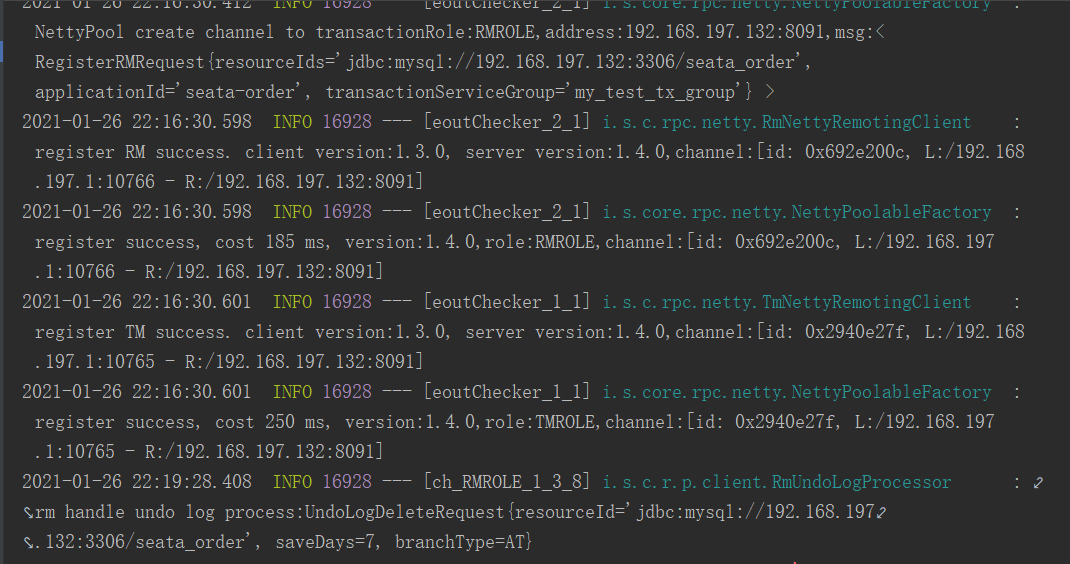 2021-01-26 22:16:30.412  INFO 16928 --- [eoutChecker_2_1] i.s.core.rpc.netty.NettyPoolableFactory  :
NettyPool create channel to transactionRole:RMROLE,address:192.168.197.132:8091,msg:<
RegisterRMRequest{resourceIds='jdbc:mysql://192.168.197.132:3306/seata_order',
applicationId='seata-order', transactionServiceGroup='my_test_tx_group'} >
2021-01-26 22:16:30.598  INFO 16928 --- [eoutChecker_2_1] i.s.c.rpc.netty.RmNettyRemotingClient    :
register RM success. client version:1.3.0, server version:1.4.0,channel:[id: 0x692e200c, L:/192.168
.197.1:10766 - R:/192.168.197.132:8091]
2021-01-26 22:16:30.598  INFO 16928 --- [eoutChecker_2_1] i.s.core.rpc.netty.NettyPoolableFactory  :
register success, cost 185 ms, version:1.4.0,role:RMROLE,channel:[id: 0x692e200c, L:/192.168.197
.1:10766 - R:/192.168.197.132:8091]
2021-01-26 22:16:30.601  INFO 16928 --- [eoutChecker_1_1] i.s.c.rpc.netty.TmNettyRemotingClient    :
register TM success. client version:1.3.0, server version:1.4.0,channel:[id: 0x2940e27f, L:/192.168
.197.1:10765 - R:/192.168.197.132:8091]
2021-01-26 22:16:30.601  INFO 16928 --- [eoutChecker_1_1] i.s.core.rpc.netty.NettyPoolableFactory  :
register success, cost 250 ms, version:1.4.0,role:TMROLE,channel:[id: 0x2940e27f, L:/192.168.197
.1:10765 - R:/192.168.197.132:8091]
2021-01-26 22:19:28.408  INFO 16928 --- [ch_RMROLE_1_3_8] i.s.c.r.p.client.RmUndoLogProcessor      :
rm handle undo log process:UndoLogDeleteRequest{resourceId='jdbc:mysql://192.168.197
.132:3306/seata_order', saveDays=7, branchType=AT}